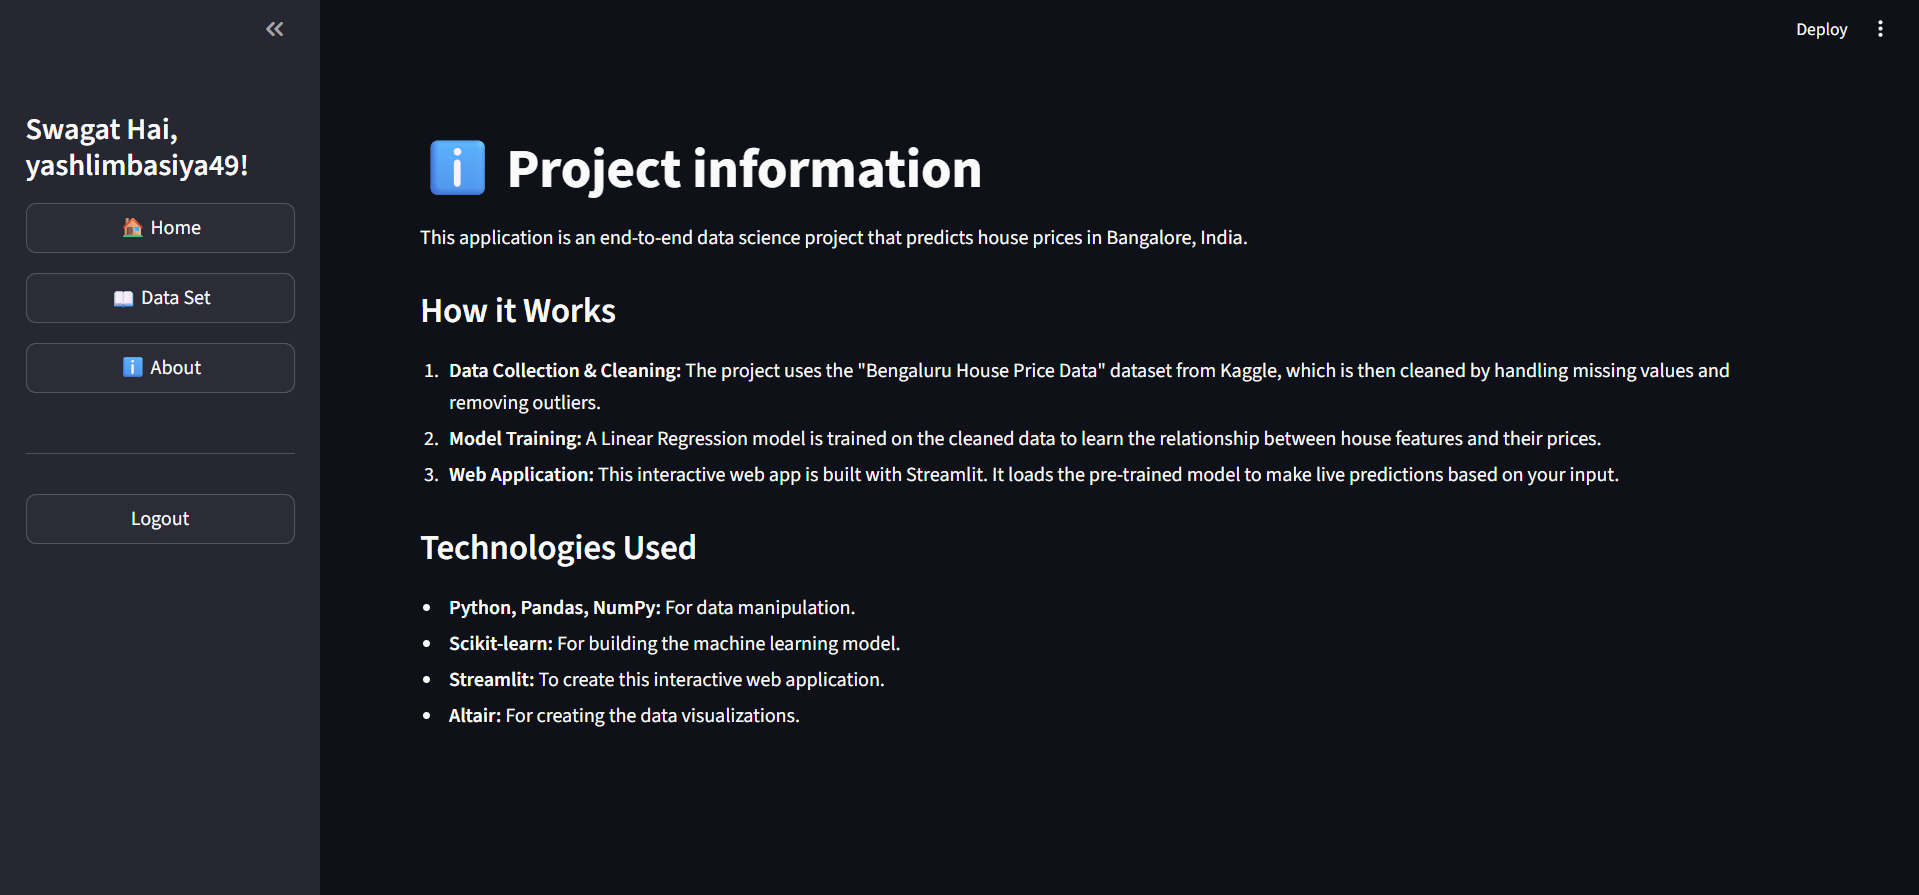 Deploy
Swagat Hai,
yashlimbasiya49!
Home
Data Set
About
Logout
Project information
This application is an end-to-end data science project that predicts house prices in Bangalore, India.
How it Works
1. Data Collection & Cleaning: The project uses the "Bengaluru House Price Data" dataset from Kaggle, which is then cleaned by handling missing values and
removing outliers.
2. Model Training: A Linear Regression model is trained on the cleaned data to learn the relationship between house features and their prices.
3. Web Application: This interactive web app is built with Streamlit. It loads the pre-trained model to make live predictions based on your input.
Technologies Used
• Python, Pandas, NumPy: For data manipulation.
• Scikit-learn: For building the machine learning model.
• Streamlit: To create this interactive web application.
• Altair: For creating the data visualizations.